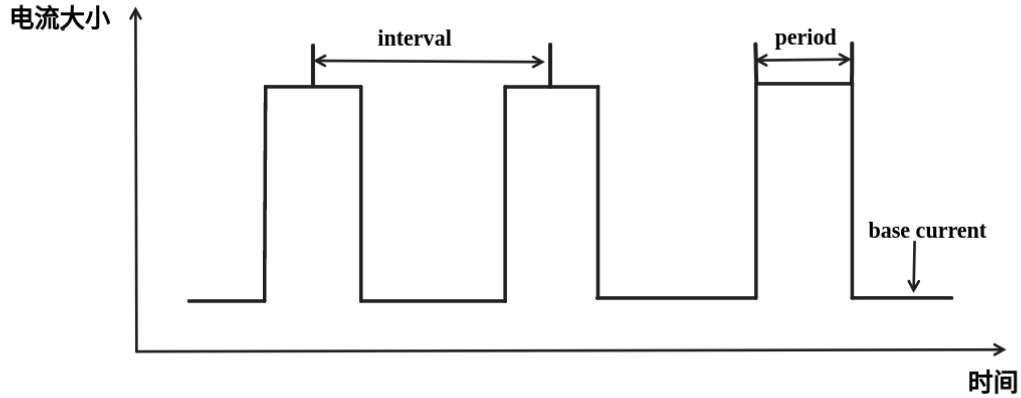 电流大小
interval
period
base current
时间